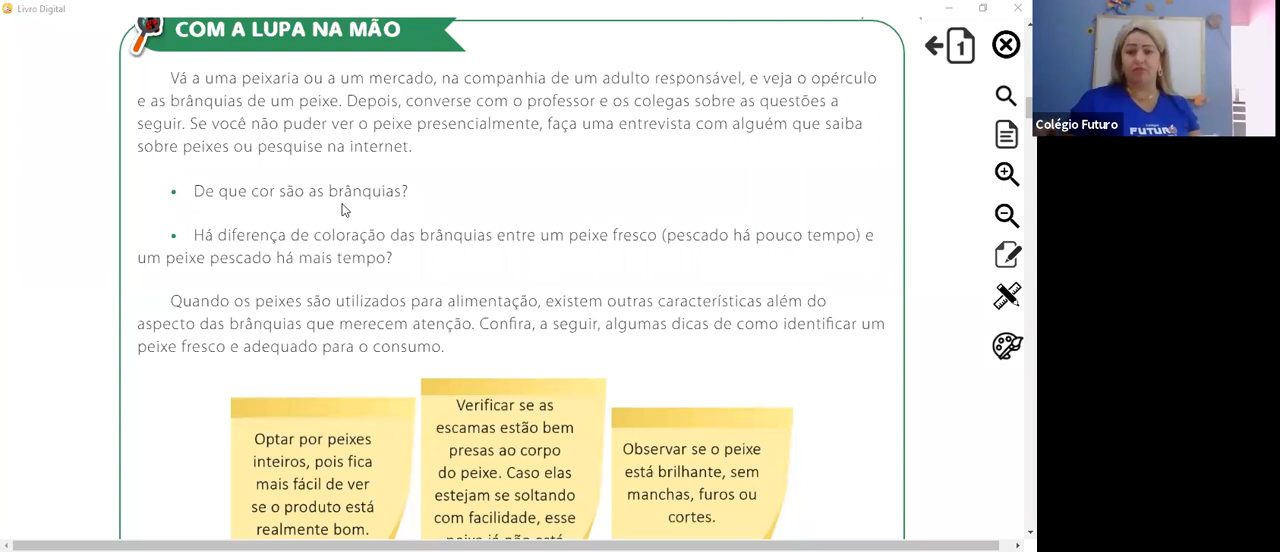 Livro Digital
COM A LUPA NA MÃO
Vá a uma peixaria ou a um mercado, na companhia de um adulto responsável, e veja o opérculo
e as brânquias de um peixe. Depois, converse com o professor e os colegas sobre as questões a
seguir. Se você não puder ver o peixe presencialmente, faça uma entrevista com alguém que saiba
sobre peixes ou pesquise na internet.
• De que cor são as brânquias?
• Há diferença de coloração das brânquias entre um peixe fresco (pescado há pouco tempo) e
um peixe pescado há mais tempo?
Quando os peixes são utilizados para alimentação, existem outras características além do
aspecto das brânquias que merecem atenção. Confira, a seguir, algumas dicas de como identificar um
peixe fresco e adequado para o consumo.
Optar por peixes
inteiros, pois fica
mais fácil de ver
se o produto está
realmente bom.
Verificar se as
escamas estão bem
presas ao corpo
do peixe. Caso elas
estejam se soltando
com facilidade, esse
peixe já não está
Observar se o peixe
está brilhante, sem
manchas, furos ou
cortes.
1
Colégio Futuro
FUTURO